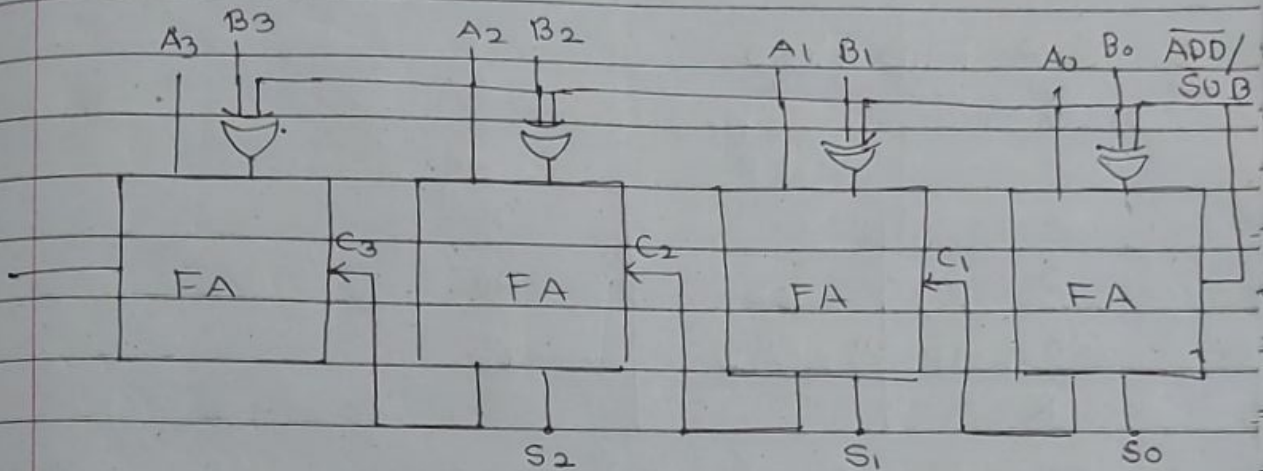 A3 B3 A2 B2 A1 B1 A0 B0 ADD/
SUB
C3 C2 C1
FA FA FA FA
S2 S1 S0